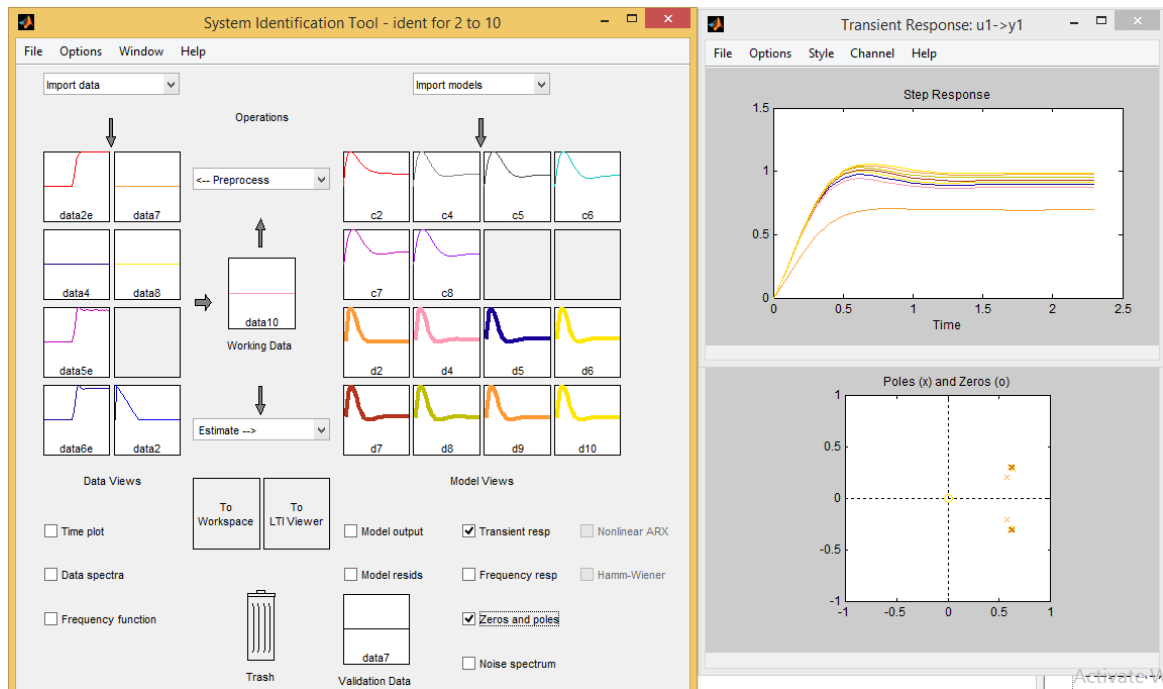 System Identification Tool - ident for 2 to 10
File Options Window Help
Import data
Import models
Operations
<-- Preprocess
data2e data7
data4 data8
data5e
data6e data2
data10
Working Data
Estimate -->
c2 c4 c5 c6
c7 c8
d2 d4 d5 d6
d7 d8 d9 d10
Data Views
Model Views
To Workspace
To LTI Viewer
Time plot
Data spectra
Frequency function
Model output
Model resids
Transient resp
Frequency resp
Zeros and poles
Noise spectrum
Nonlinear ARX
Hamm-Wiener
Trash
data7
Validation Data
Transient Response: u1->y1
File Options Style Channel Help
Step Response
1.5
1
0.5
0
0 0.5 1 1.5 2 2.5
Time
Poles (x) and Zeros (o)
1
0.5
0
-0.5
-1
-1 -0.5 0 0.5 1
Activate W